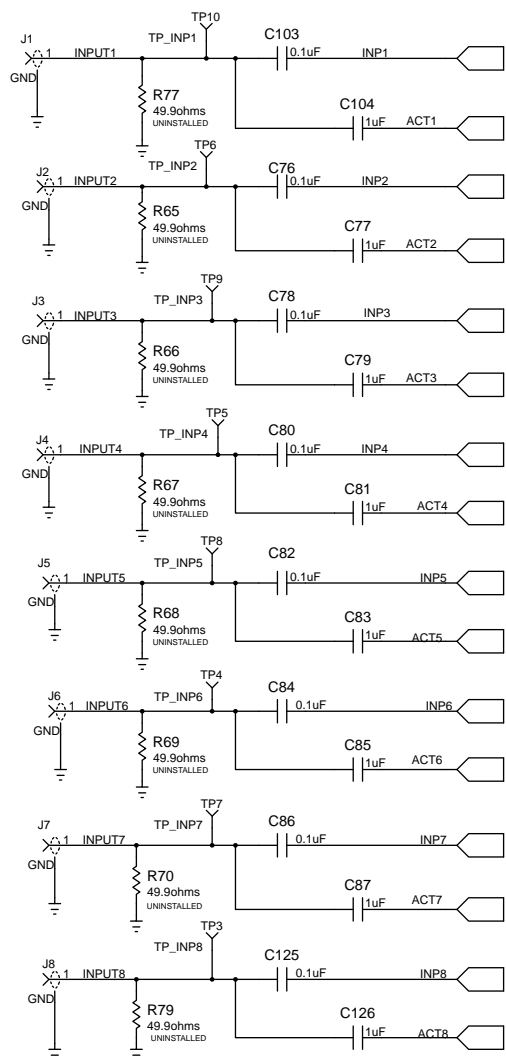 TP10
J1
TP_INP1
C103
1
INPUT1
0.1uF
INP1
GND
R77
49.9ohms
UNINSTALLED
C104
1uF
ACT1
TP6
J2
TP_INP2
C76
1
INPUT2
0.1uF
INP2
GND
R65
49.9ohms
UNINSTALLED
C77
1uF
ACT2
TP9
J3
TP_INP3
C78
1
INPUT3
0.1uF
INP3
GND
R66
49.9ohms
UNINSTALLED
C79
1uF
ACT3
TP5
J4
TP_INP4
C80
1
INPUT4
0.1uF
INP4
GND
R67
49.9ohms
UNINSTALLED
C81
1uF
ACT4
TP8
J5
TP_INP5
C82
1
INPUT5
0.1uF
INP5
GND
R68
49.9ohms
UNINSTALLED
C83
1uF
ACT5
TP4
J6
TP_INP6
C84
1
INPUT6
0.1uF
INP6
GND
R69
49.9ohms
UNINSTALLED
C85
1uF
ACT6
TP7
J7
TP_INP7
C86
1
INPUT7
0.1uF
INP7
GND
R70
49.9ohms
UNINSTALLED
C87
1uF
ACT7
TP3
J8
TP_INP8
C125
1
INPUT8
0.1uF
INP8
GND
R79
49.9ohms
UNINSTALLED
C126
1uF
ACT8